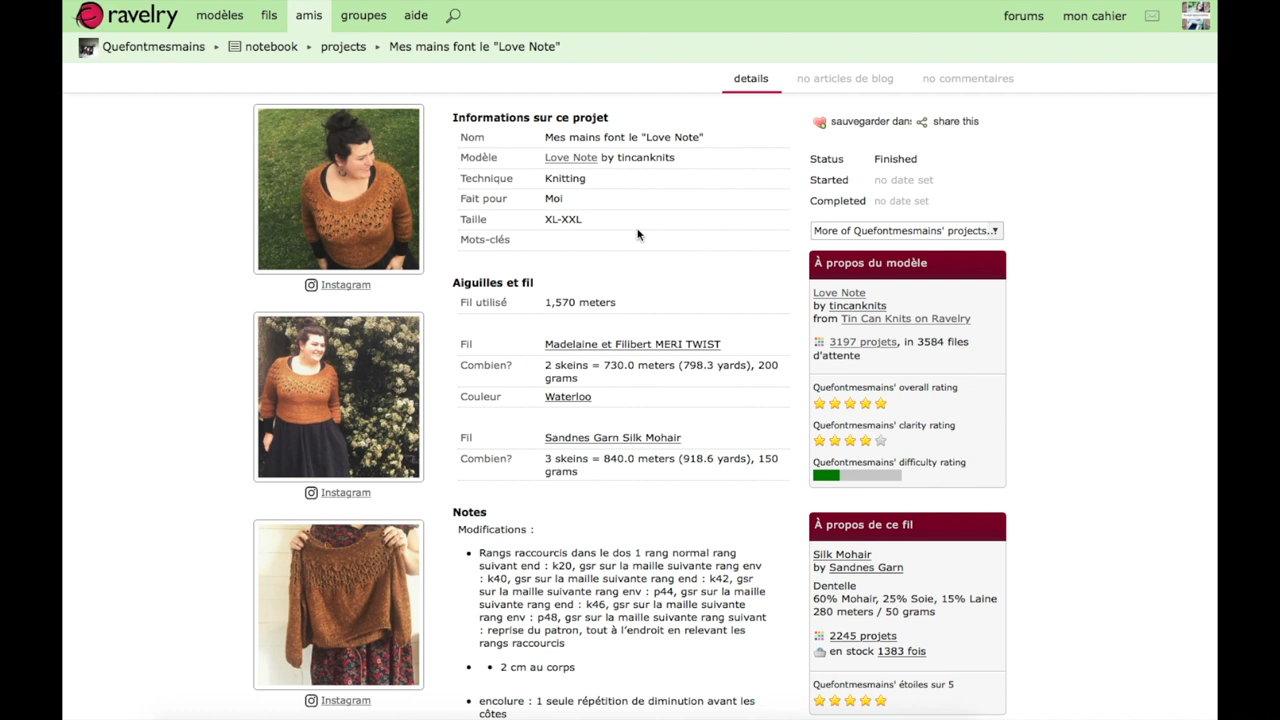 ravelry modèles fils amis groupes aide forums mon cahier
Quefontmesmains ▸ notebook ▸ projects ▸ Mes mains font le "Love Note"
details no articles de blog no commentaires
Instagram
Instagram
Instagram
Informations sur ce projet
Nom Mes mains font le "Love Note"
Modèle Love Note by tincanknits
Technique Knitting
Fait pour Moi
Taille XL-XXL
Mots-clés
Aiguilles et fil
Fil utilisé 1,570 meters
Fil Madelaine et Filibert MERI TWIST
Combien? 2 skeins = 730.0 meters (798.3 yards), 200
grams
Couleur Waterloo
Fil Sandnes Garn Silk Mohair
Combien? 3 skeins = 840.0 meters (918.6 yards), 150
grams
Notes
Modifications :
• Rangs raccourcis dans le dos 1 rang normal rang
suivant end : k20, gsr sur la maille suivante rang env
: k40, gsr sur la maille suivante rang end : k42, gsr
sur la maille suivante rang env : p44, gsr sur la maille
suivante rang end : k46, gsr sur la maille suivante
rang env : p48, gsr sur la maille suivante rang suivant
: reprise du patron, tout à l'endroit en relevant les
rangs raccourcis
• • 2 cm au corps
• encolure : 1 seule répétition de diminution avant les
côtes
sauvegarder dans share this
Status Finished
Started no date set
Completed no date set
More of Quefontmesmains' projects...
À propos du modèle
Love Note
by tincanknits
from Tin Can Knits on Ravelry
3197 projets, in 3584 files
d'attente
Quefontmesmains' overall rating
Quefontmesmains' clarity rating
Quefontmesmains' difficulty rating
À propos de ce fil
Silk Mohair
by Sandnes Garn
Dentelle
60% Mohair, 25% Soie, 15% Laine
280 meters / 50 grams
2245 projets
en stock 1383 fois
Quefontmesmains' étoiles sur 5